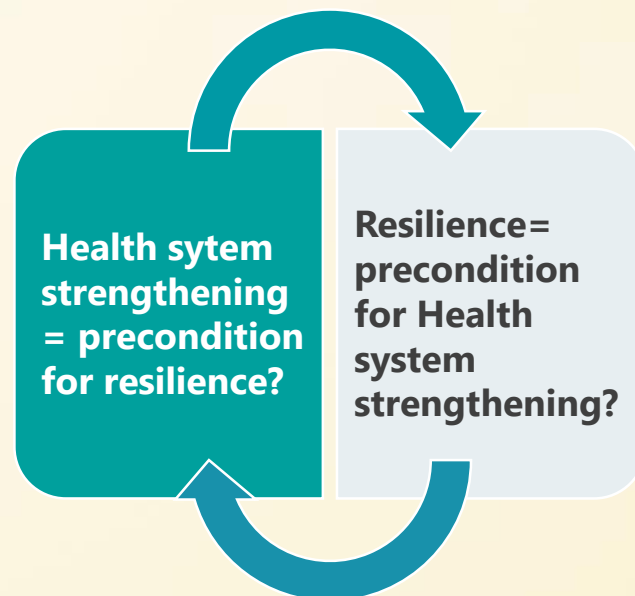 Health sytem
strengthening
= precondition
for resilience?
Resilience=
precondition
for Health
system
strengthening?